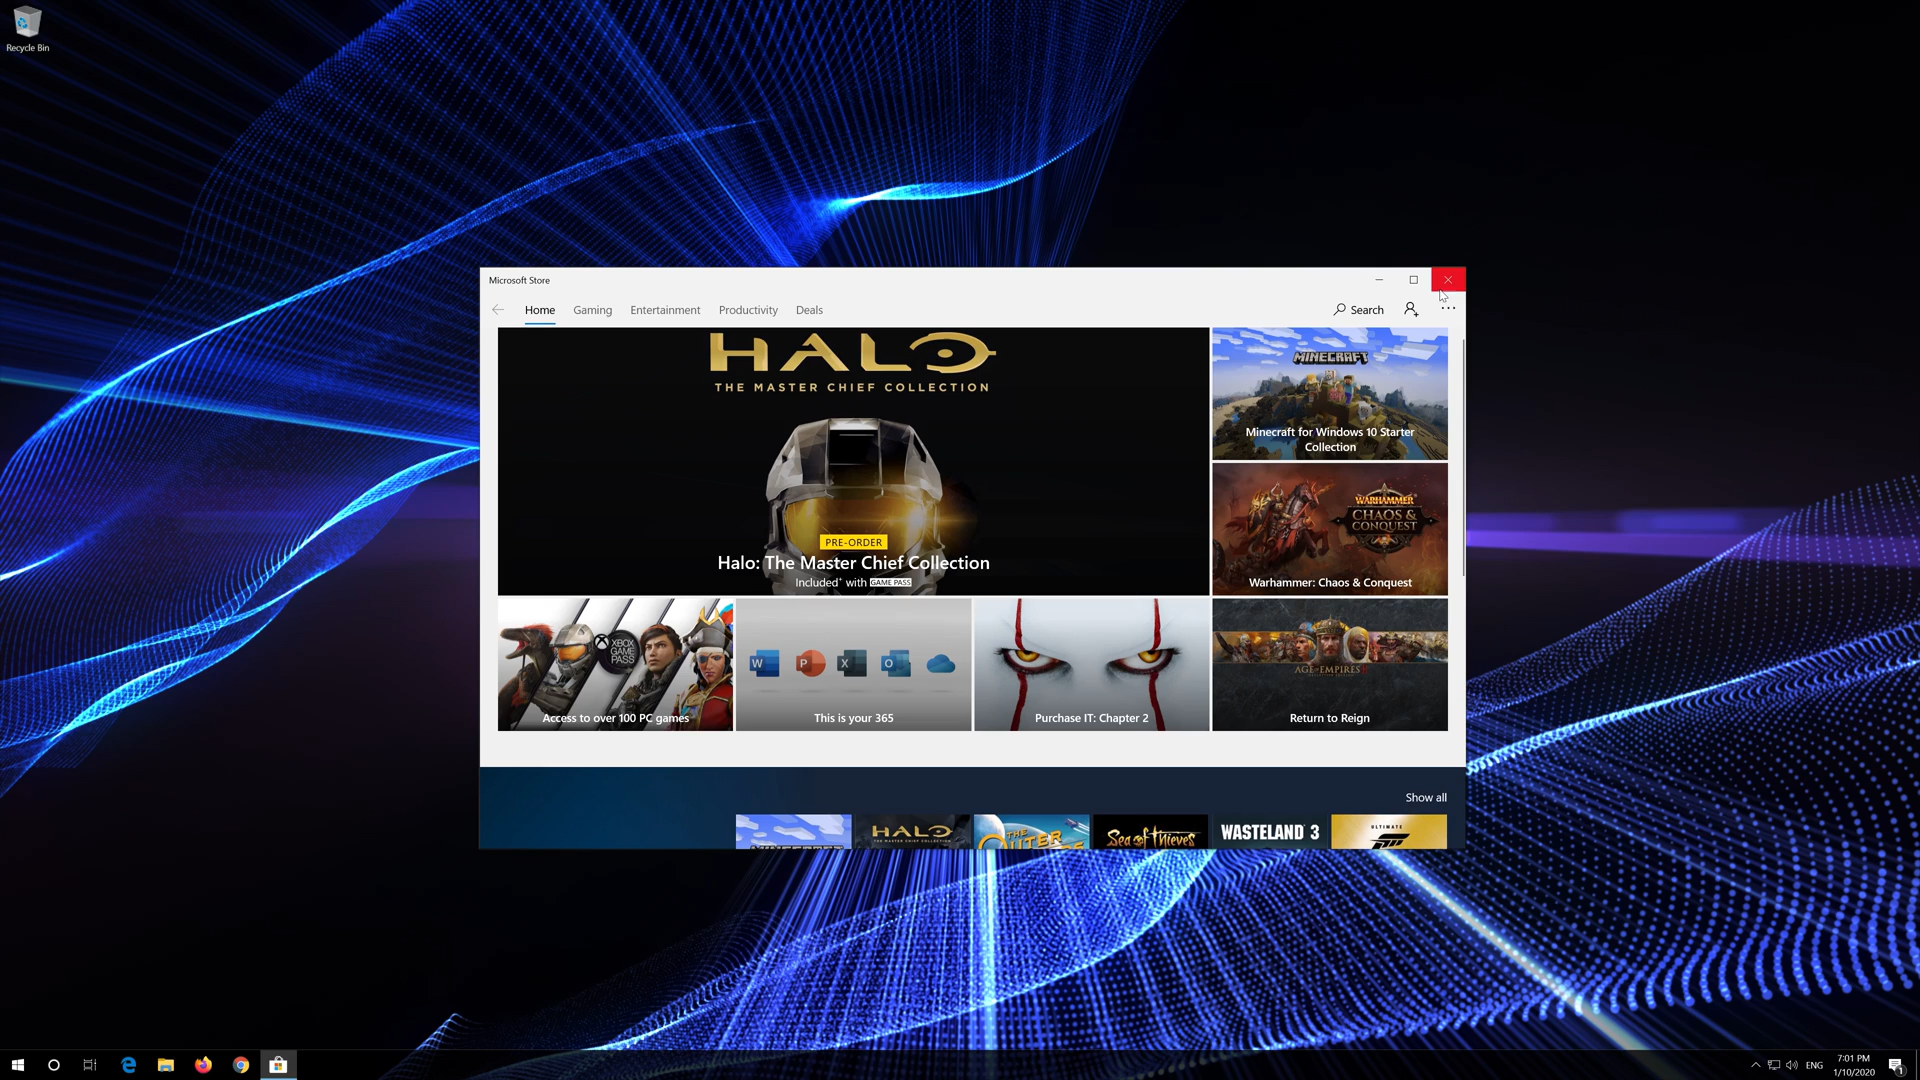 Recycle Bin
Microsoft Store
Home
Gaming
Entertainment
Productivity
Deals
Search
HALO
THE MASTER CHIEF COLLECTION
PRE-ORDER
Halo: The Master Chief Collection
Included+ with GAME PASS
MINECRAFT
Minecraft for Windows 10 Starter
Collection
WARHAMMER
CHAOS &
CONQUEST
Warhammer: Chaos & Conquest
XBOX
GAME
PASS
Access to over 100 PC games
W
P
X
O
This is your 365
Purchase IT: Chapter 2
AGE OF EMPIRES II
Return to Reign
Show all
MINECRAFT
HALO
THE
OUTER
Sea of Thieves
WASTELAND 3
ULTIMATE
ENG
7:01 PM
1/10/2020
1